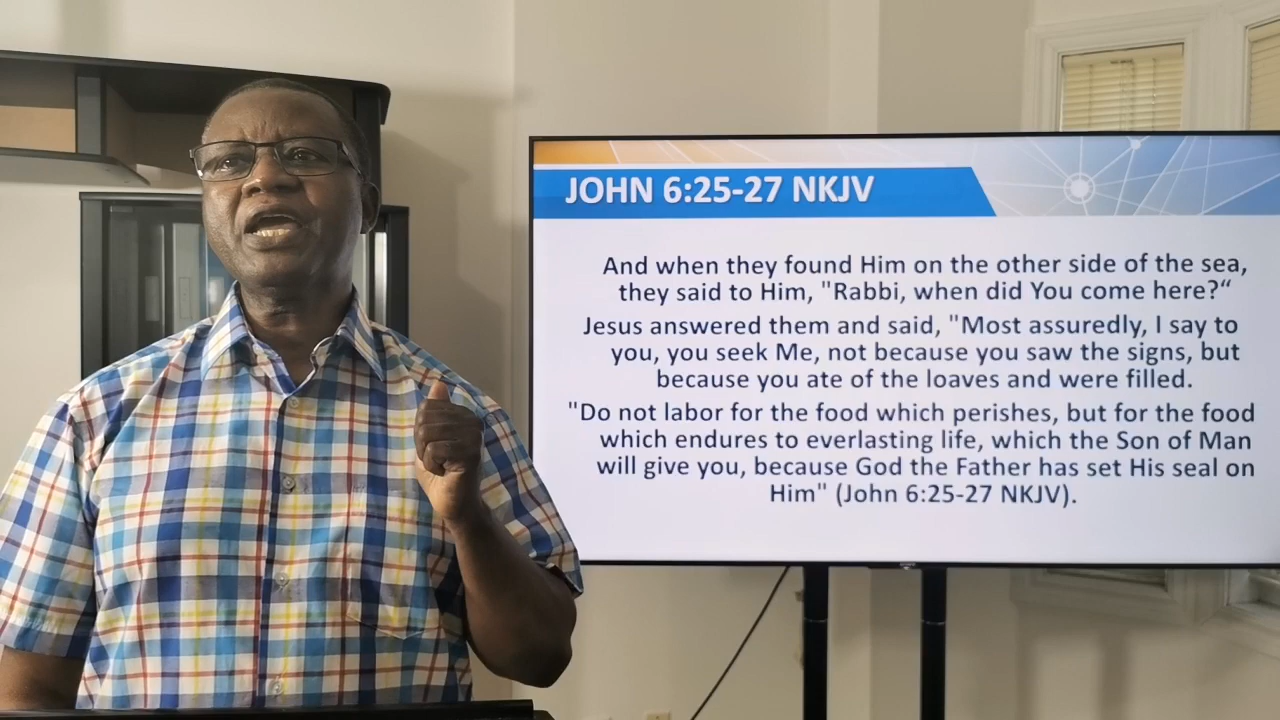 JOHN 6:25-27 NKJV
And when they found Him on the other side of the sea,
they said to Him, "Rabbi, when did You come here?“
Jesus answered them and said, "Most assuredly, I say to
you, you seek Me, not because you saw the signs, but
because you ate of the loaves and were filled.
"Do not labor for the food which perishes, but for the food
which endures to everlasting life, which the Son of Man
will give you, because God the Father has set His seal on
Him" (John 6:25-27 NKJV).